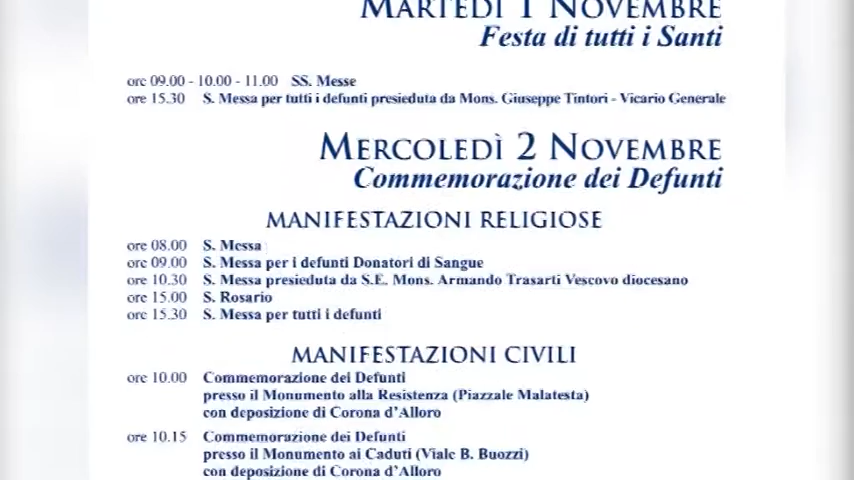 MARTEDÌ 1 NOVEMBRE
Festa di tutti i Santi
ore 09.00 - 10.00 - 11.00 SS. Messe
ore 15.30 S. Messa per tutti i defunti presieduta da Mons. Giuseppe Tintori - Vicario Generale
MERCOLEDÌ 2 NOVEMBRE
Commemorazione dei Defunti
MANIFESTAZIONI RELIGIOSE
ore 08.00 S. Messa
ore 09.00 S. Messa per i defunti Donatori di Sangue
ore 10.30 S. Messa presieduta da S.E. Mons. Armando Trasarti Vescovo diocesano
ore 15.00 S. Rosario
ore 15.30 S. Messa per tutti i defunti
MANIFESTAZIONI CIVILI
ore 10.00 Commemorazione dei Defunti
presso il Monumento alla Resistenza (Piazzale Malatesta)
con deposizione di Corona d'Alloro
ore 10.15 Commemorazione dei Defunti
presso il Monumento ai Caduti (Viale B. Buozzi)
con deposizione di Corona d'Alloro